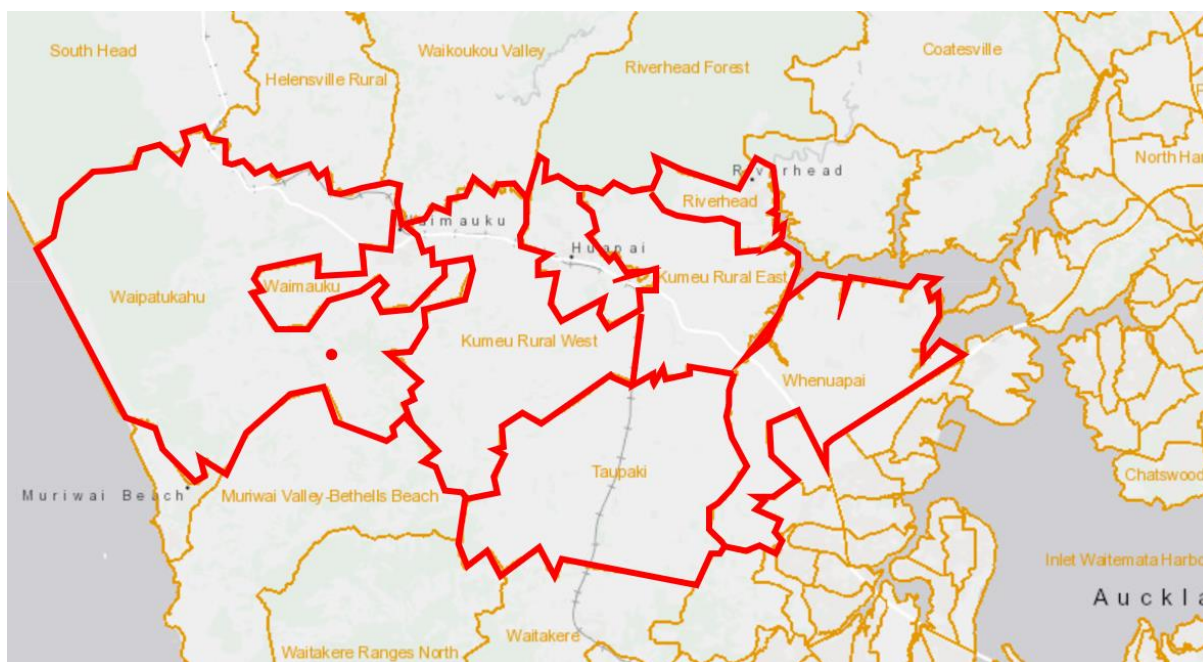 South Head
Waikoukou Valley
Coatesville
Riverhead Forest
Helensville Rural
North Har
Riverhead
Riverhead
Waimauku
Huapai
Kumeu Rural East
Waimauku
Waipatukahu
Kumeu Rural West
Whenuapai
Taupaki
Chatswood
Muriwai Beach
Muriwai Valley-Bethells Beach
Inlet Waitemata Harbo
Auckla
Waitakere
Waitakere Ranges North